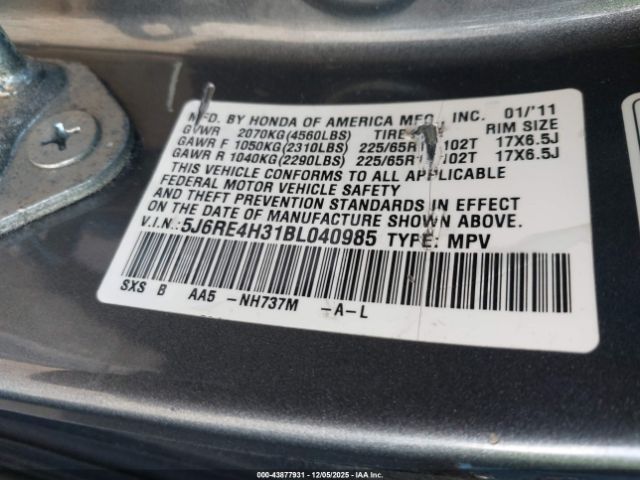 MFD. BY HONDA OF AMERICA MFG., INC. 01/'11
GVWR 2070KG(4560LBS) TIRE RIM SIZE
GAWR F 1050KG(2310LBS) 225/65R 102T 17X6.5J
GAWR R 1040KG(2290LBS) 225/65R 102T 17X6.5J
THIS VEHICLE CONFORMS TO ALL APPLICABLE
FEDERAL MOTOR VEHICLE SAFETY
AND THEFT PREVENTION STANDARDS IN EFFECT
ON THE DATE OF MANUFACTURE SHOWN ABOVE.
V.I.N.:5J6RE4H31BL040985 TYPE: MPV
SXS B AA5 -NH737M -A-L
000-43877931 - 12/05/2025 - IAA Inc.